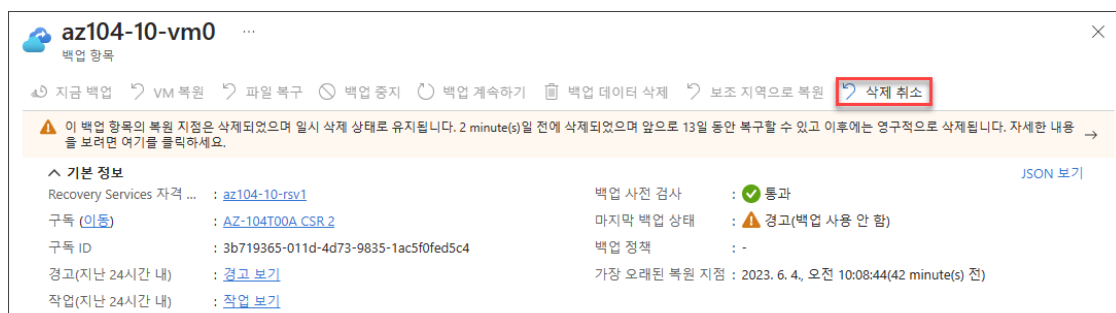 az104-10-vm0 ...
백업 항목
지금 백업 VM 복원 파일 복구 백업 중지 백업 계속하기 백업 데이터 삭제 보조 지역으로 복원 삭제 취소
이 백업 항목의 복원 지점은 삭제되었으며 일시 삭제 상태로 유지됩니다. 2 minute(s)일 전에 삭제되었으며 앞으로 13일 동안 복구할 수 있고 이후에는 영구적으로 삭제됩니다. 자세한 내용
을 보려면 여기를 클릭하세요.
기본 정보 JSON 보기
Recovery Services 자격 ... : az104-10-rsv1 백업 사전 검사 : 통과
구독 (이동) : AZ-104T00A CSR 2 마지막 백업 상태 : 경고(백업 사용 안 함)
구독 ID : 3b719365-011d-4d73-9835-1ac5f0fed5c4 백업 정책 : -
경고(지난 24시간 내) : 경고 보기 가장 오래된 복원 지점 : 2023. 6. 4., 오전 10:08:44(42 minute(s) 전)
작업(지난 24시간 내) : 작업 보기